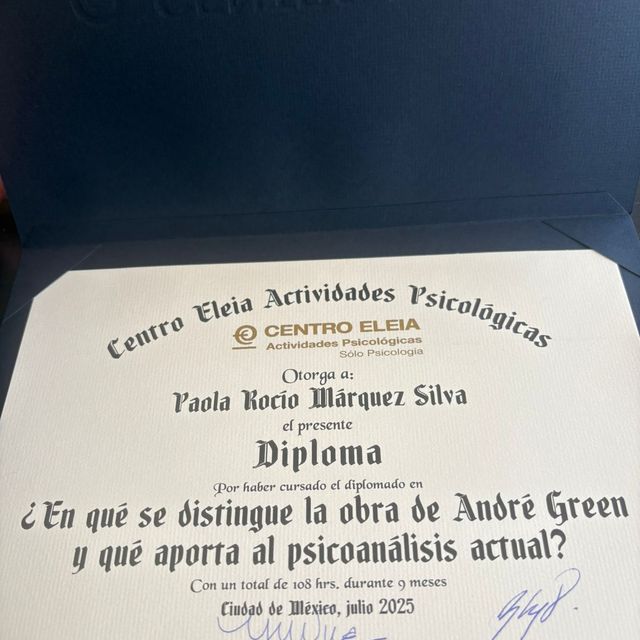 Centro Eleia Actividades Psicológicas
CENTRO ELEIA
Actividades Psicológicas
Sólo Psicología
Otorga a:
Paola Rocío Márquez Silva
el presente
Diploma
Por haber cursado el diplomado en
¿En qué se distingue la obra de André Green
y qué aporta al psicoanálisis actual?
Con un total de 108 hrs. durante 9 meses
Ciudad de México, julio 2025